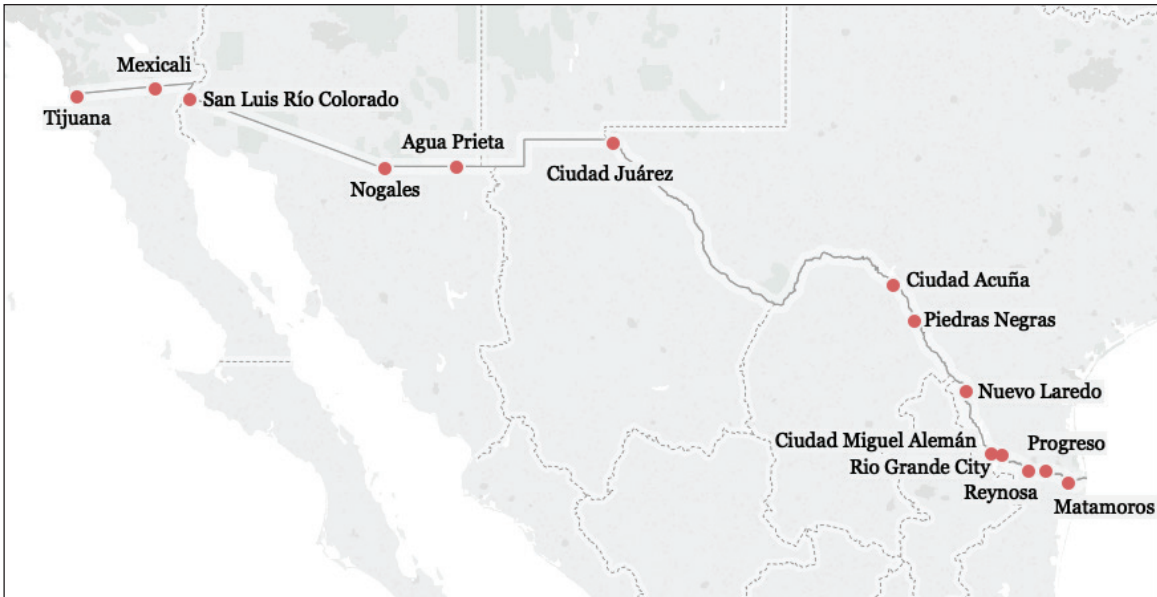 Mexicali
San Luis Río Colorado
Tijuana
Agua Prieta
Nogales
Ciudad Juárez
Ciudad Acuña
Piedras Negras
Nuevo Laredo
Ciudad Miguel Alemán
Progreso
Rio Grande City
Reynosa
Matamoros